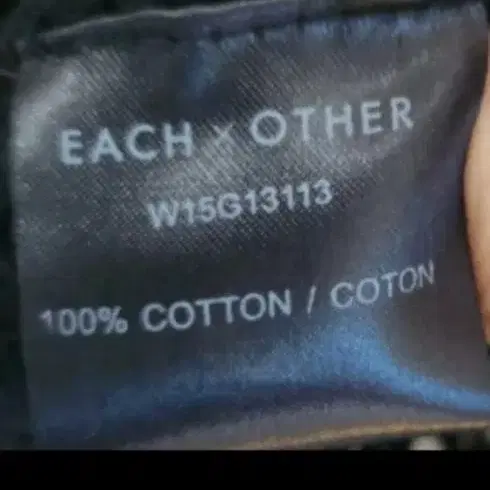 EACH × OTHER
W15G13113
100% COTTON / COTON